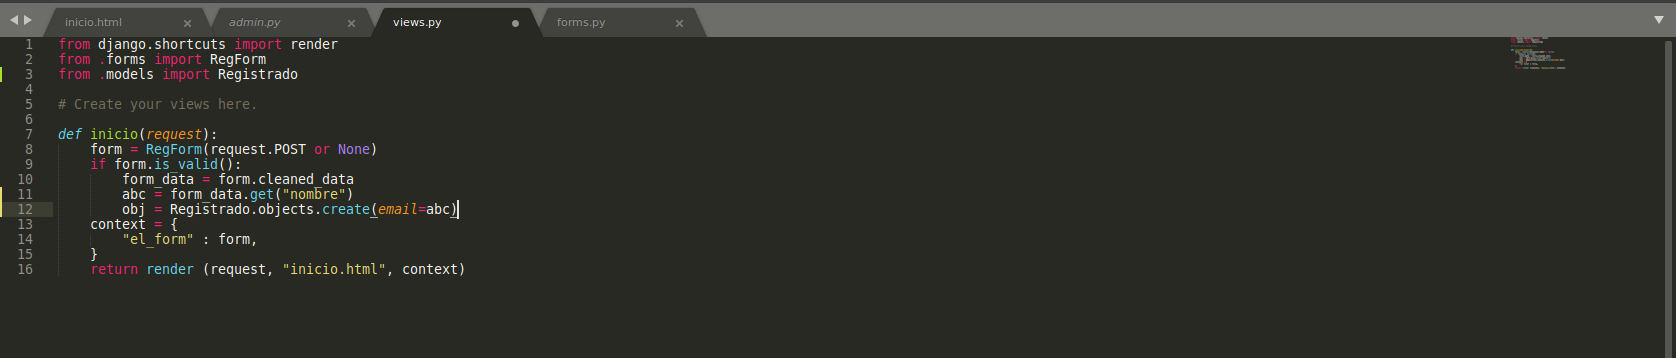 inicio.html × admin.py × views.py forms.py ×
1 from django.shortcuts import render
2 from .forms import RegForm
3 from .models import Registrado
4
5 # Create your views here.
6
7 def inicio(request):
8     form = RegForm(request.POST or None)
9     if form.is_valid():
10         form_data = form.cleaned_data
11         abc = form_data.get("nombre")
12         obj = Registrado.objects.create(email=abc)
13     context = {
14         "el_form" : form,
15     }
16     return render (request, "inicio.html", context)